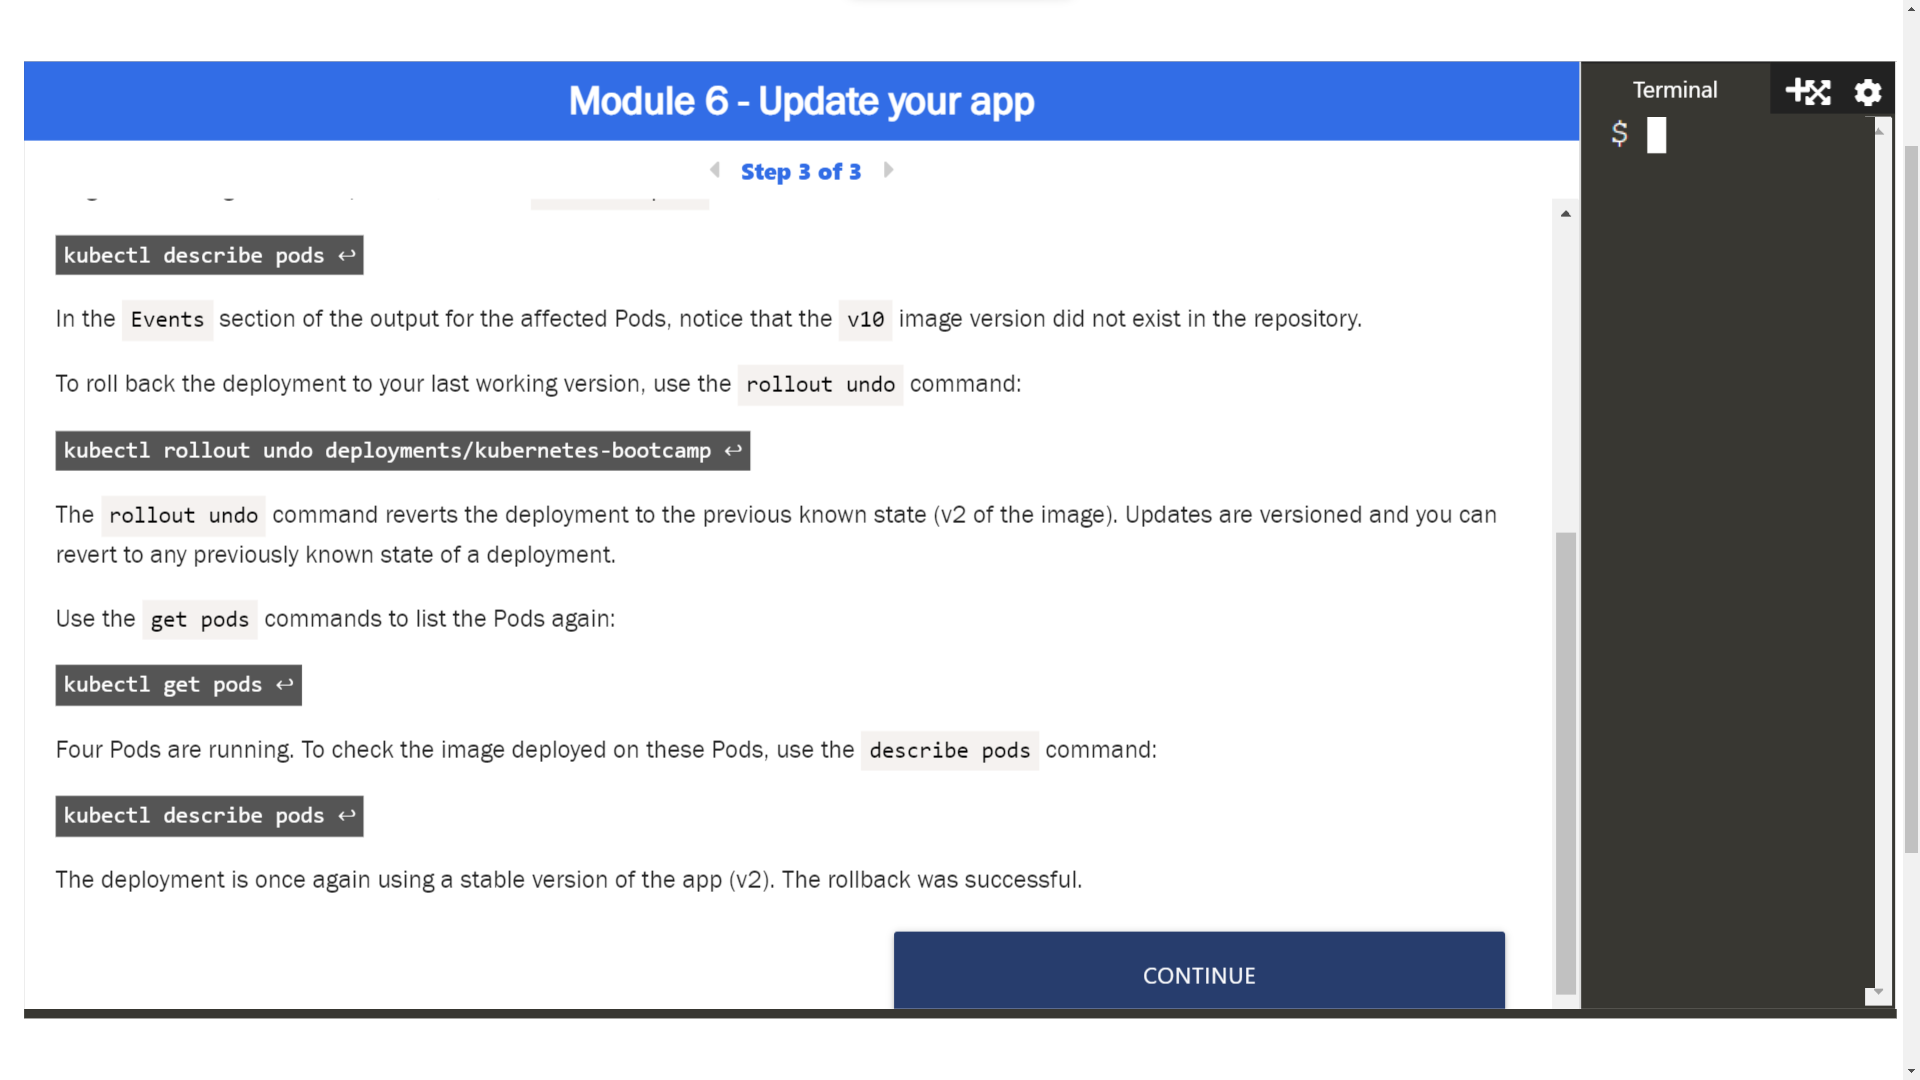 Module 6 - Update your app
Terminal
$
Step 3 of 3
kubectl describe pods ↩
In the Events section of the output for the affected Pods, notice that the v10 image version did not exist in the repository.
To roll back the deployment to your last working version, use the rollout undo command:
kubectl rollout undo deployments/kubernetes-bootcamp ↩
The rollout undo command reverts the deployment to the previous known state (v2 of the image). Updates are versioned and you can
revert to any previously known state of a deployment.
Use the get pods commands to list the Pods again:
kubectl get pods ↩
Four Pods are running. To check the image deployed on these Pods, use the describe pods command:
kubectl describe pods ↩
The deployment is once again using a stable version of the app (v2). The rollback was successful.
CONTINUE